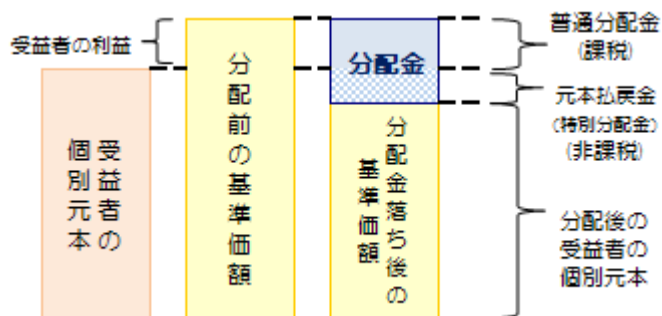 受益者の利益
受益者の
個別元本
分配前の基準価額
分配金
分配金落ち後の
基準価額
普通分配金
(課税)
元本払戻金
(特別分配金)
(非課税)
分配後の
受益者の
個別元本